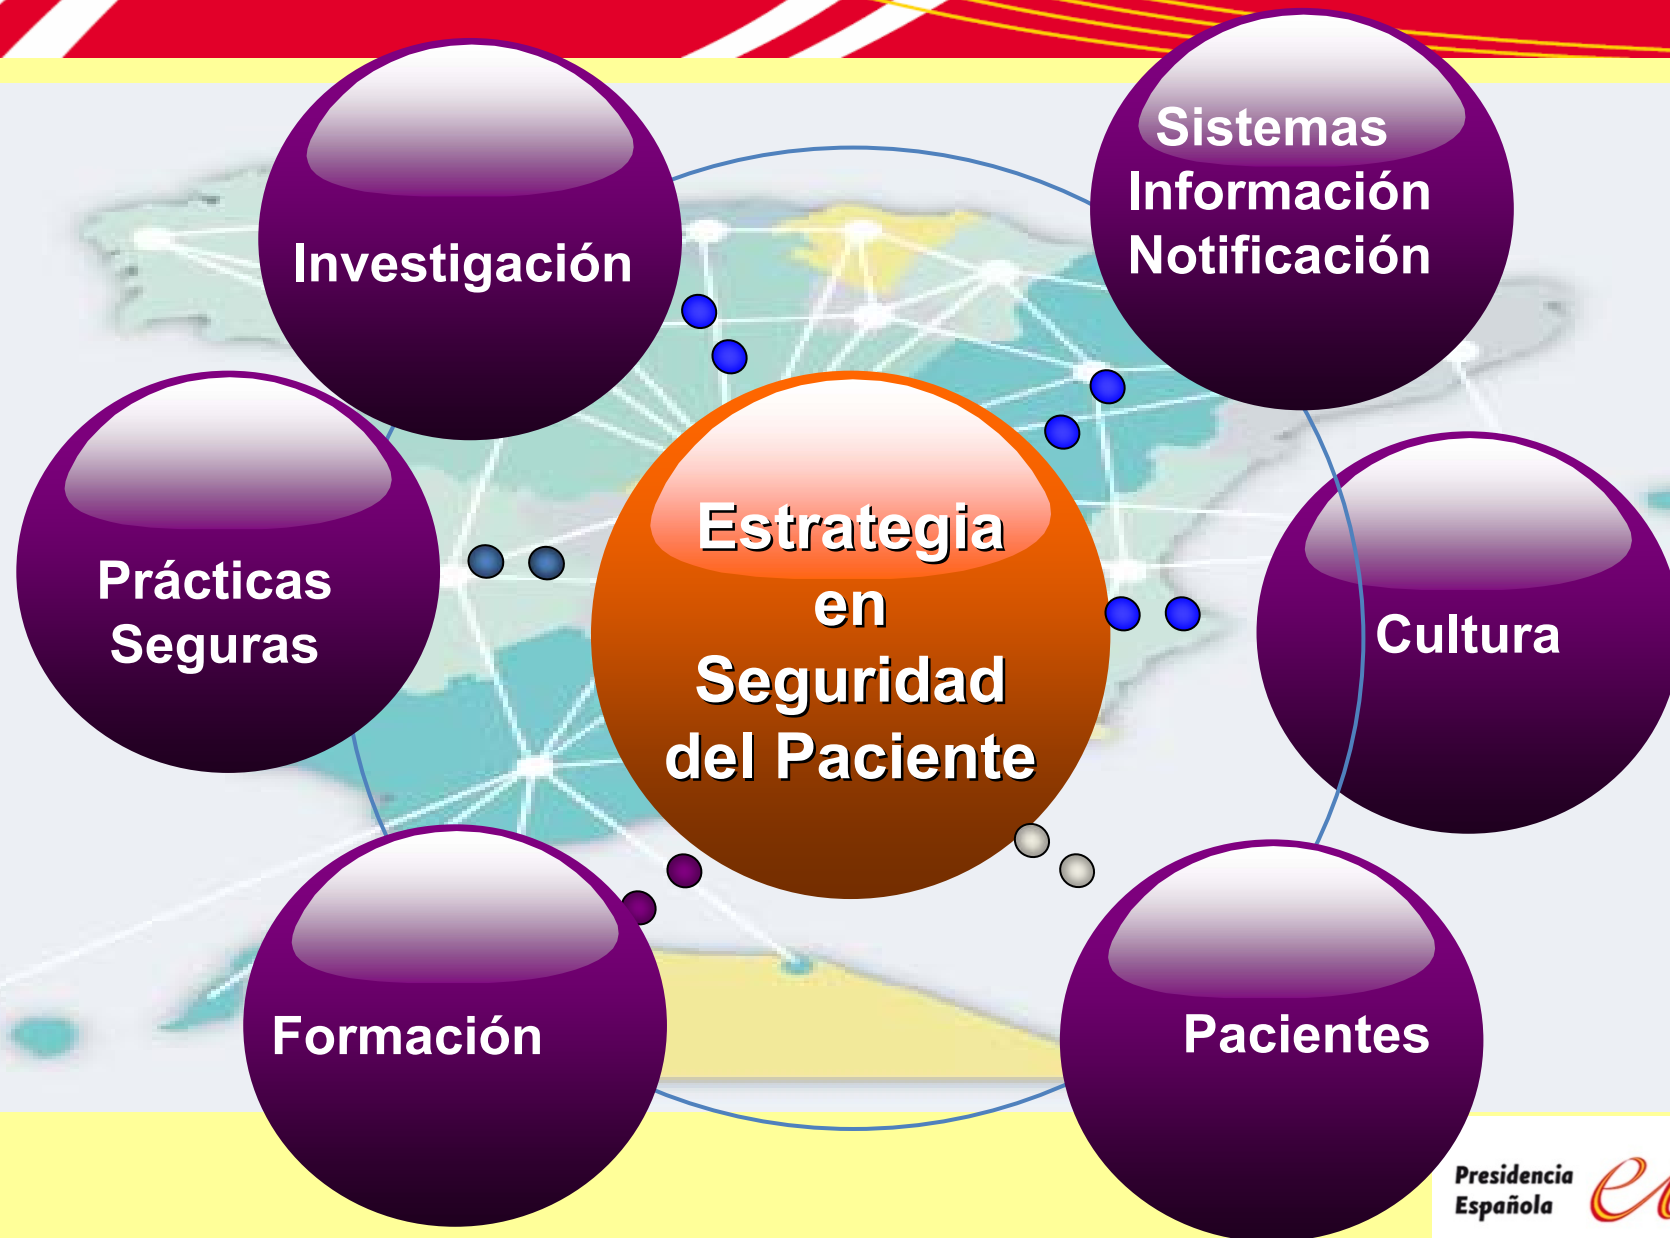 Investigación
Sistemas
Información
Notificación
Prácticas
Seguras
Estrategia
en
Seguridad
del Paciente
Cultura
Formación
Pacientes
Presidencia
Española